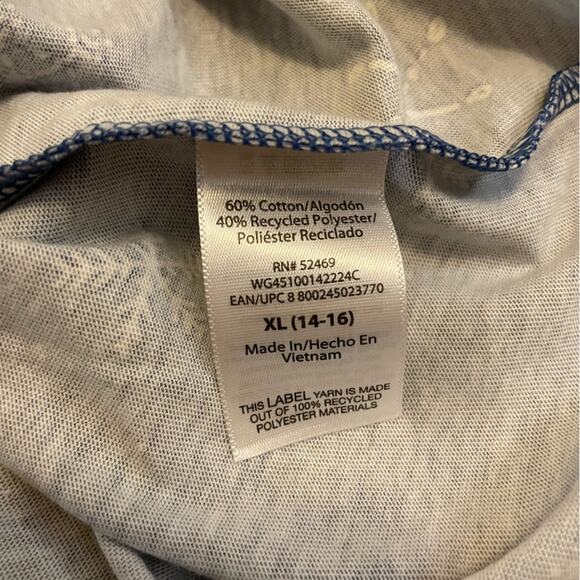 60% Cotton/Algodón
40% Recycled Polyester/
Poliéster Reciclado
RN# 52469
WG45100142224C
EAN/UPC 8 800245023770
XL (14-16)
Made In/Hecho En
Vietnam
THIS LABEL YARN IS MADE
OUT OF 100% RECYCLED
POLYESTER MATERIALS